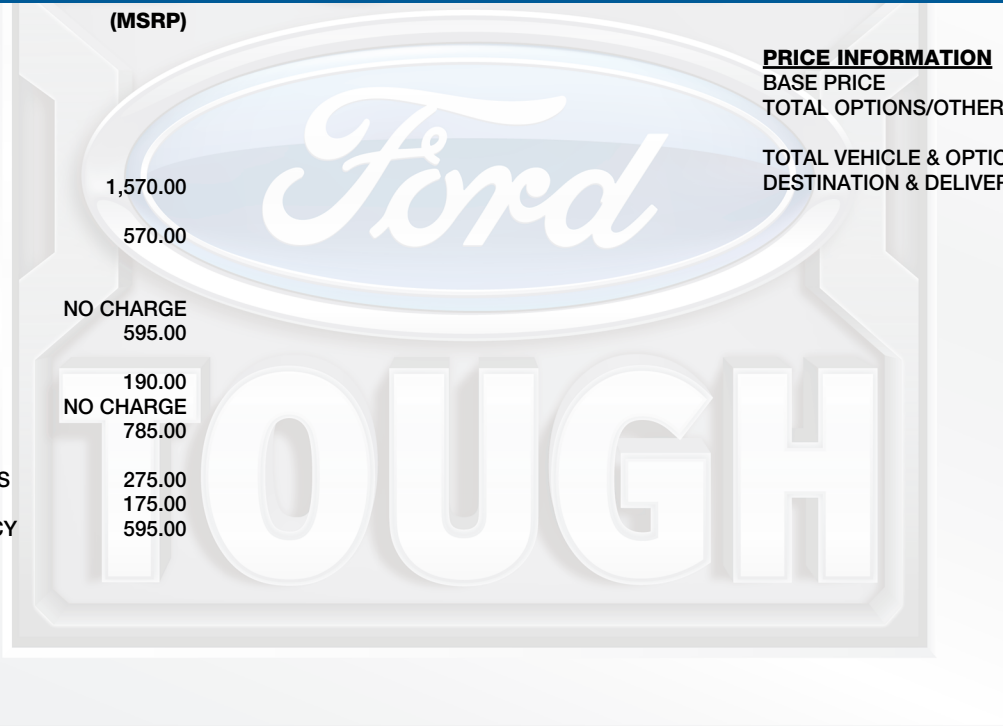 (MSRP)
1,570.00
570.00
NO CHARGE
595.00
190.00
NO CHARGE
785.00
S 275.00
175.00
CY 595.00
PRICE INFORMATION
BASE PRICE
TOTAL OPTIONS/OTHER
TOTAL VEHICLE & OPTIO
DESTINATION & DELIVER
Ford
TOUGH